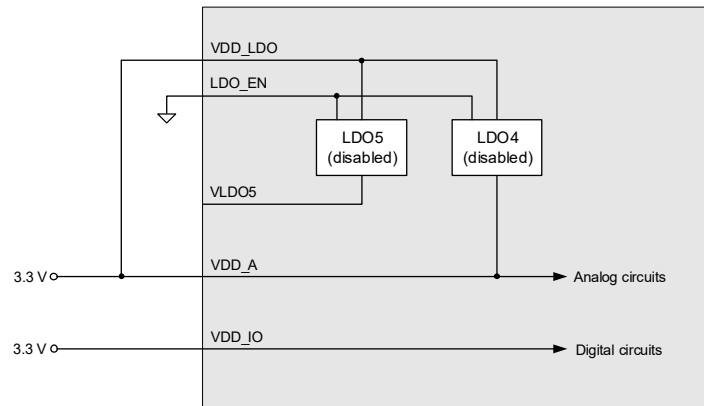 VDD_LDO
LDO_EN
LDO5
(disabled)
LDO4
(disabled)
VLDO5
3.3 V
VDD_A
Analog circuits
3.3 V
VDD_IO
Digital circuits